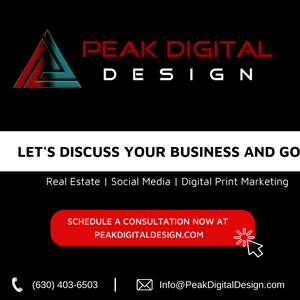 PEAK DIGITAL
DESIGN
LET'S DISCUSS YOUR BUSINESS AND GO
Real Estate | Social Media | Digital Print Marketing
SCHEDULE A CONSULTATION NOW AT
PEAKDIGITALDESIGN.COM
(630) 403-6503 | Info@PeakDigitalDesign.com